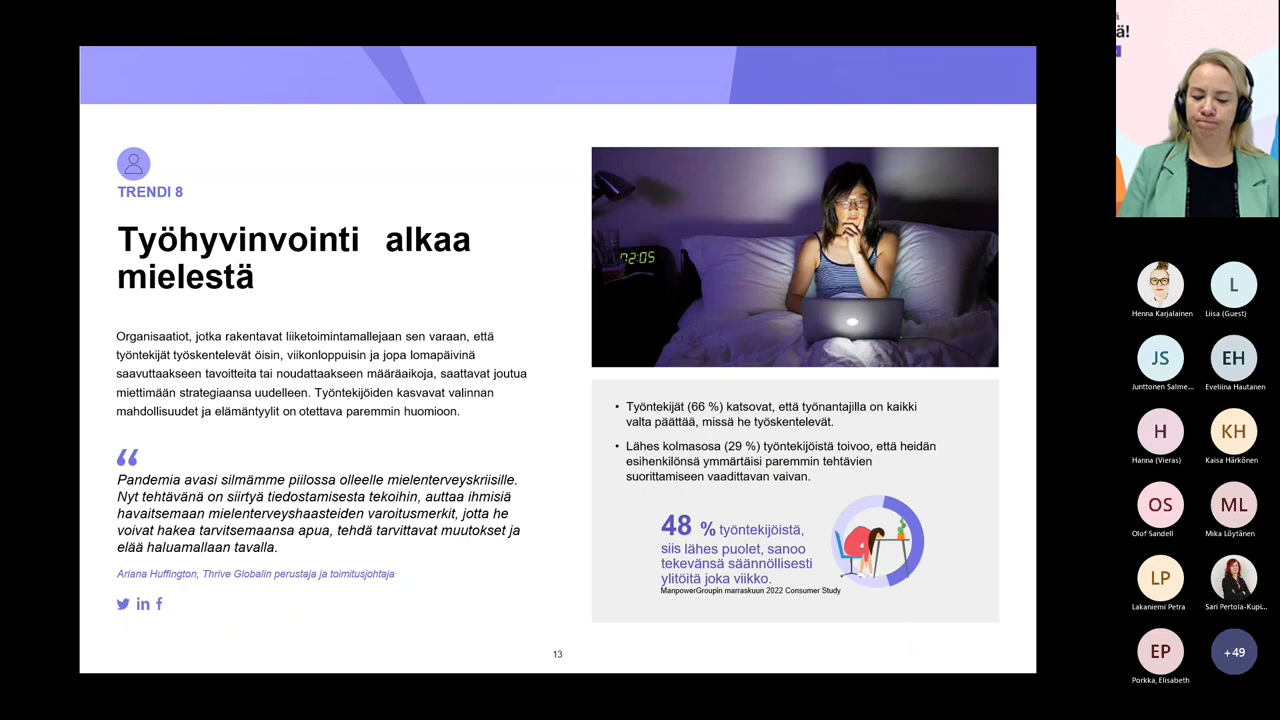 TRENDI 8
Työhyvinvointi alkaa
mielestä
Organisaatiot, jotka rakentavat liiketoimintamallejaan sen varaan, että
työntekijät työskentelevät öisin, viikonloppuisin ja jopa lomapäivinä
saavuttaakseen tavoitteita tai noudattaakseen määräaikoja, saattavat joutua
miettimään strategiaansa uudelleen. Työntekijöiden kasvavat valinnan
mahdollisuudet ja elämäntyylit on otettava paremmin huomioon.
“
Pandemia avasi silmämme piilossa olleelle mielenterveyskriisille.
Nyt tehtävänä on siirtyä tiedostamisesta tekoihin, auttaa ihmisiä
havaitsemaan mielenterveyshaasteiden varoitusmerkit, jotta he
voivat hakea tarvitsemaansa apua, tehdä tarvittavat muutokset ja
elää haluamallaan tavalla.
Ariana Huffington, Thrive Globalin perustaja ja toimitusjohtaja
02:05
• Työntekijät (66 %) katsovat, että työnantajilla on kaikki
valta päättää, missä he työskentelevät.
• Lähes kolmasosa (29 %) työntekijöistä toivoo, että heidän
esihenkilönsä ymmärtäisi paremmin tehtävien
suorittamiseen vaadittavan vaivan.
48 % työntekijöistä,
siis lähes puolet, sanoo
tekevänsä säännöllisesti
ylitöitä joka viikko.
ManpowerGroupin marraskuun 2022 Consumer Study
13
ä!
Henna Karjalainen
L
Liisa (Guest)
JS
Junttonen Salme...
EH
Eveliina Hautanen
H
Hanna (Vieras)
KH
Kaisa Härkönen
OS
Olof Sandell
ML
Mika Löytänen
LP
Lakaniemi Petra
Sari Pertola-Kupi...
EP
Porkka, Elisabeth
+49